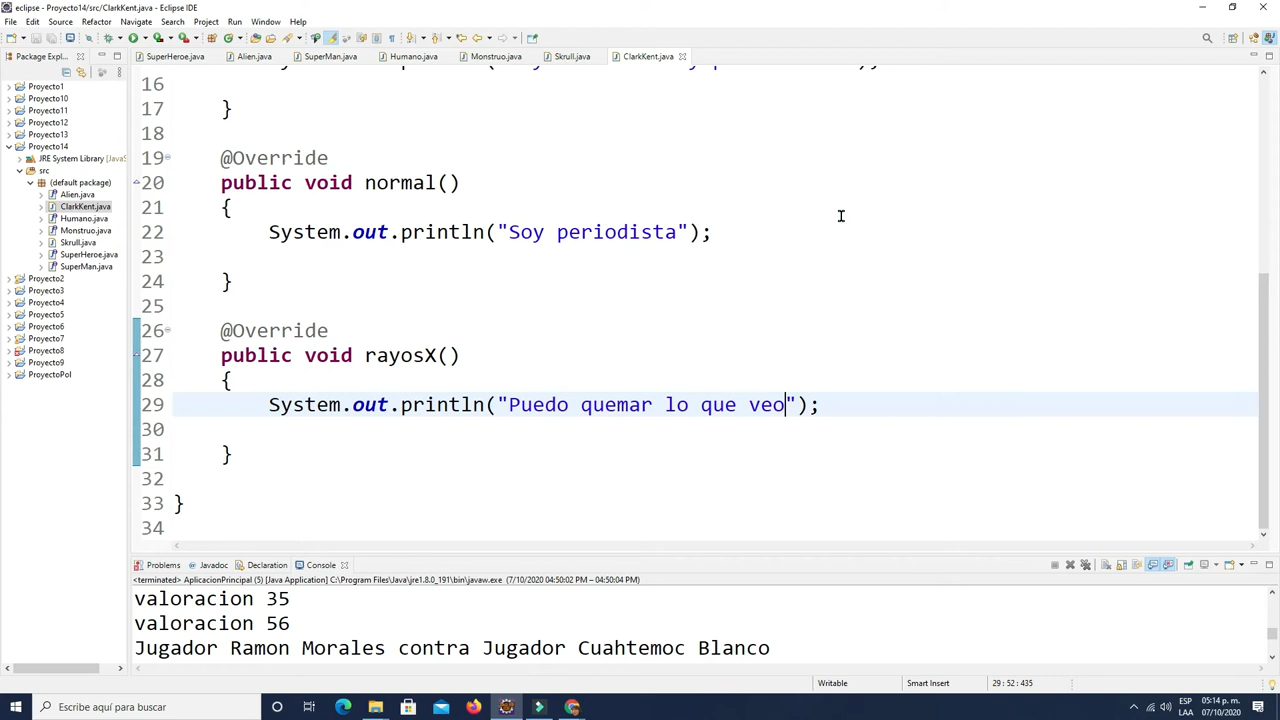 eclipse - Proyecto14/src/ClarkKent.java - Eclipse IDE
File Edit Source Refactor Navigate Search Project Run Window Help
Package Expl...
SuperHeroe.java Alien.java SuperMan.java Humano.java Monstruo.java Skrull.java ClarkKent.java
Proyecto1
Proyecto10
Proyecto11
Proyecto12
Proyecto13
Proyecto14
JRE System Library [JavaS
src
(default package)
Alien.java
ClarkKent.java
Humano.java
Monstruo.java
Skrull.java
SuperHeroe.java
SuperMan.java
Proyecto2
Proyecto3
Proyecto4
Proyecto5
Proyecto6
Proyecto7
Proyecto8
Proyecto9
ProyectoPol
16
17 }
18
19 @Override
20 public void normal()
21 {
22 System.out.println("Soy periodista");
23
24 }
25
26 @Override
27 public void rayosX()
28 {
29 System.out.println("Puedo quemar lo que veo");
30
31 }
32
33 }
34
Problems Javadoc Declaration Console
<terminated> AplicacionPrincipal (5) [Java Application] C:\Program Files\Java\jre1.8.0_191\bin\javaw.exe (7/10/2020 04:50:02 PM – 04:50:04 PM)
valoracion 35
valoracion 56
Jugador Ramon Morales contra Jugador Cuahtemoc Blanco
Writable Smart Insert 29 : 52 : 435
Escribe aquí para buscar
ESP 05:14 p. m.
LAA 07/10/2020